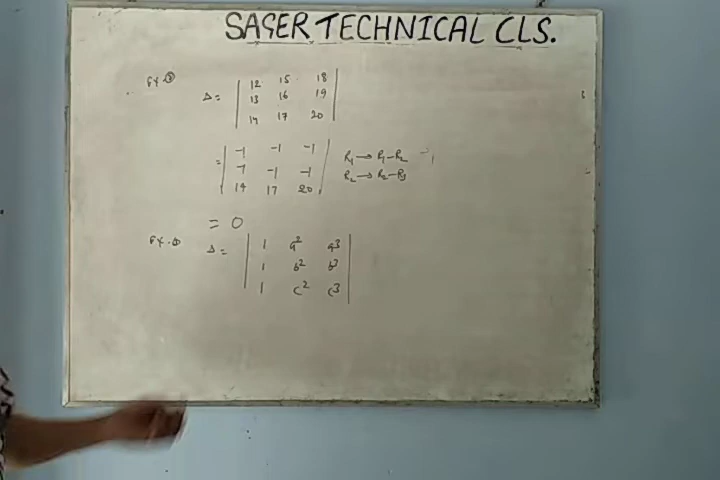 SAGER TECHNICAL CLS.
Ex.③
Δ = | 12 15 18 |
| 13 16 19 |
| 14 17 20 |
= | -1 -1 -1 | R₁→R₁-R₂ -1
| -1 -1 -1 | R₂→R₂-R₃
| 14 17 20 |
= 0
Ex.④ Δ = | 1 a² a³ |
| 1 b² b³ |
| 1 c² c³ |